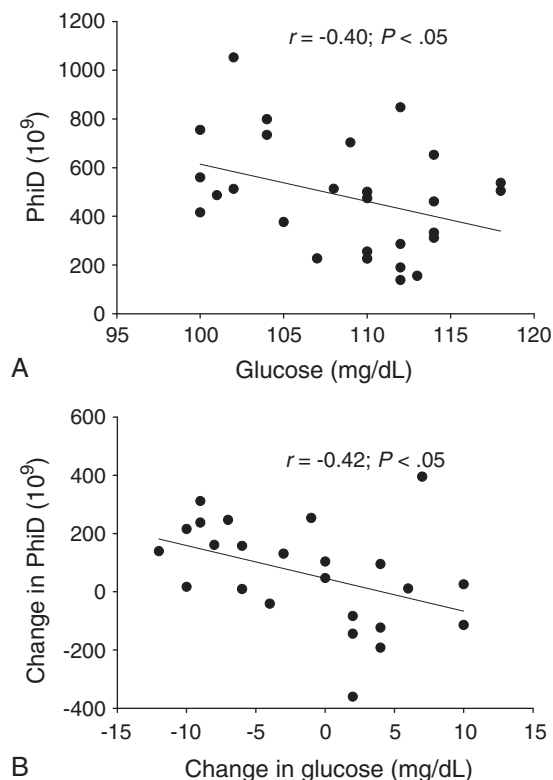 1200
1000
800
600
400
200
0
PhiD (10⁹)
r = -0.40; P < .05
95 100 105 110 115 120
A Glucose (mg/dL)
600
400
200
0
-200
-400
Change in PhiD (10⁹)
r = -0.42; P < .05
-15 -10 -5 0 5 10 15
B Change in glucose (mg/dL)